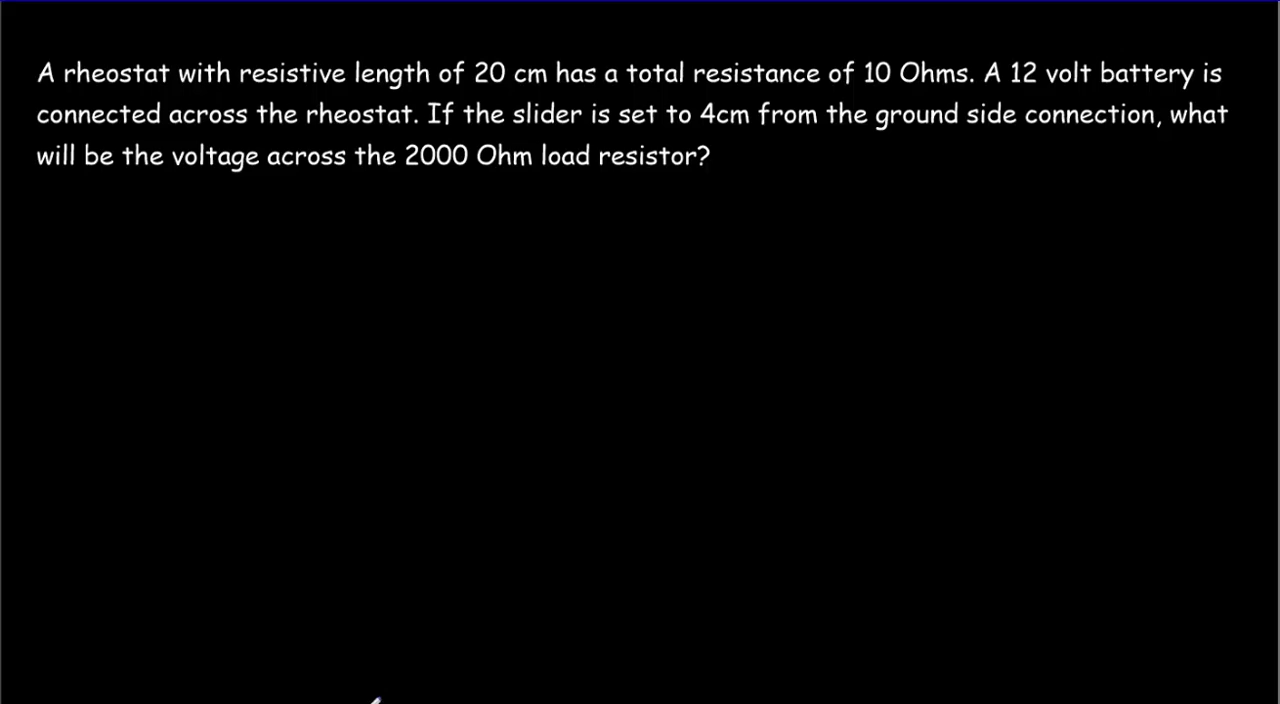 A rheostat with resistive length of 20 cm has a total resistance of 10 Ohms. A 12 volt battery is
connected across the rheostat. If the slider is set to 4cm from the ground side connection, what
will be the voltage across the 2000 Ohm load resistor?